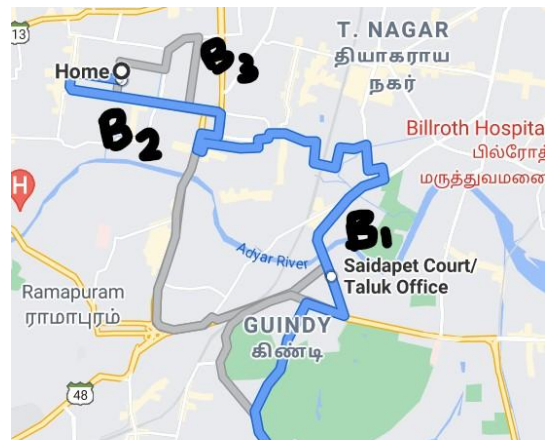 13
T. NAGAR
தியாகராய
நகர்
Home
B3
B2
Billroth Hospita
பில்ரோத்
மருத்துவமனை
H
B1
Adyar River
Saidapet Court/
Taluk Office
Ramapuram
ராமாபுரம்
GUINDY
கிண்டி
48